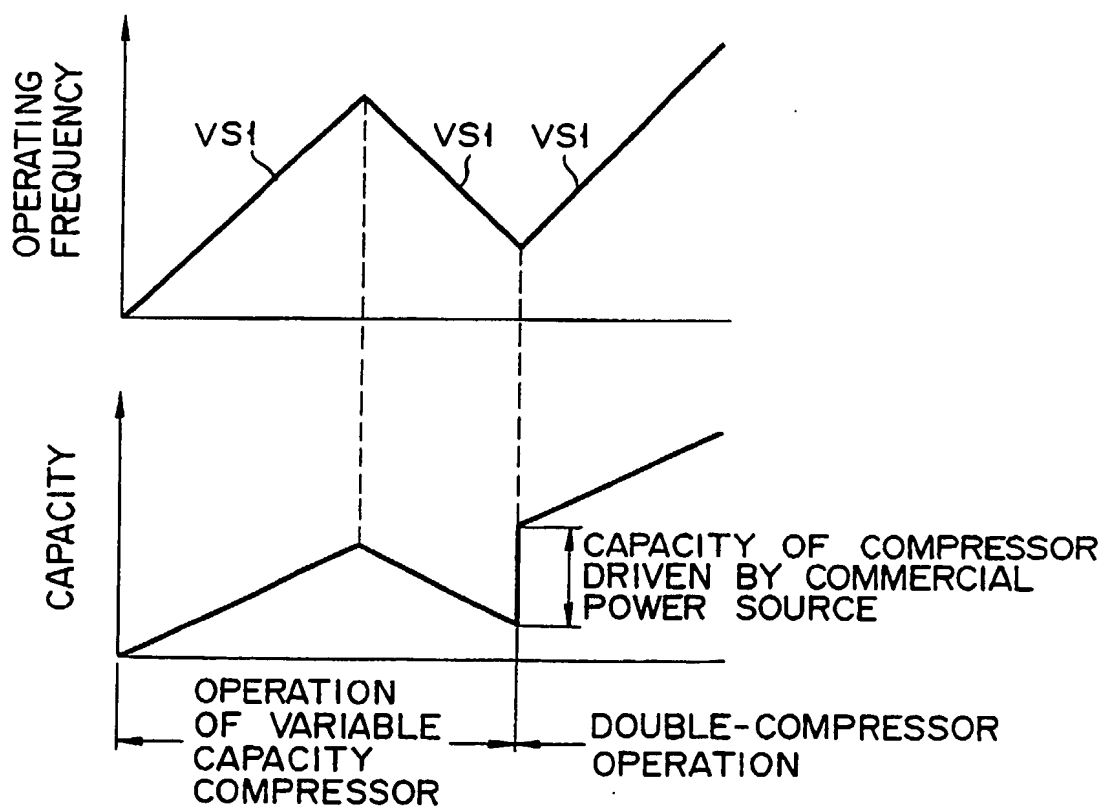 OPERATING
FREQUENCY
VS1
VS1
VS1
CAPACITY
CAPACITY OF COMPRESSOR
DRIVEN BY COMMERCIAL
POWER SOURCE
OPERATION
OF VARIABLE
CAPACITY
COMPRESSOR
DOUBLE-COMPRESSOR
OPERATION